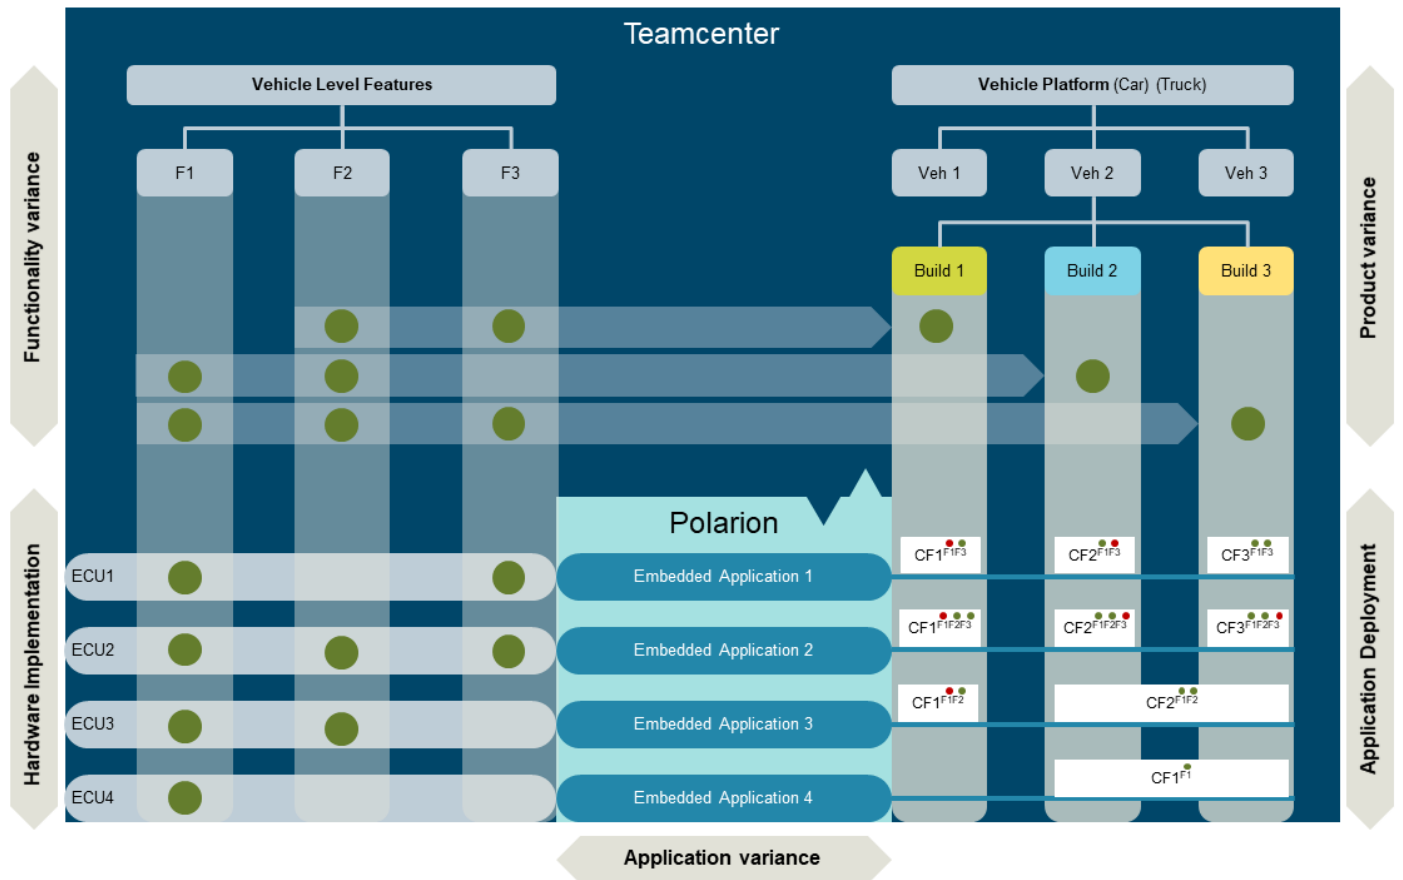 Teamcenter
Vehicle Level Features
Vehicle Platform (Car) (Truck)
F1
F2
F3
Veh 1
Veh 2
Veh 3
Build 1
Build 2
Build 3
Functionality variance
Product variance
Polarion
ECU1
Embedded Application 1
CF1F1F3
CF2F1F3
CF3F1F3
ECU2
Embedded Application 2
CF1F1F2F3
CF2F1F2F3
CF3F1F2F3
ECU3
Embedded Application 3
CF1F1F2
CF2F1F2
ECU4
Embedded Application 4
CF1F1
Hardware Implementation
Application Deployment
Application variance